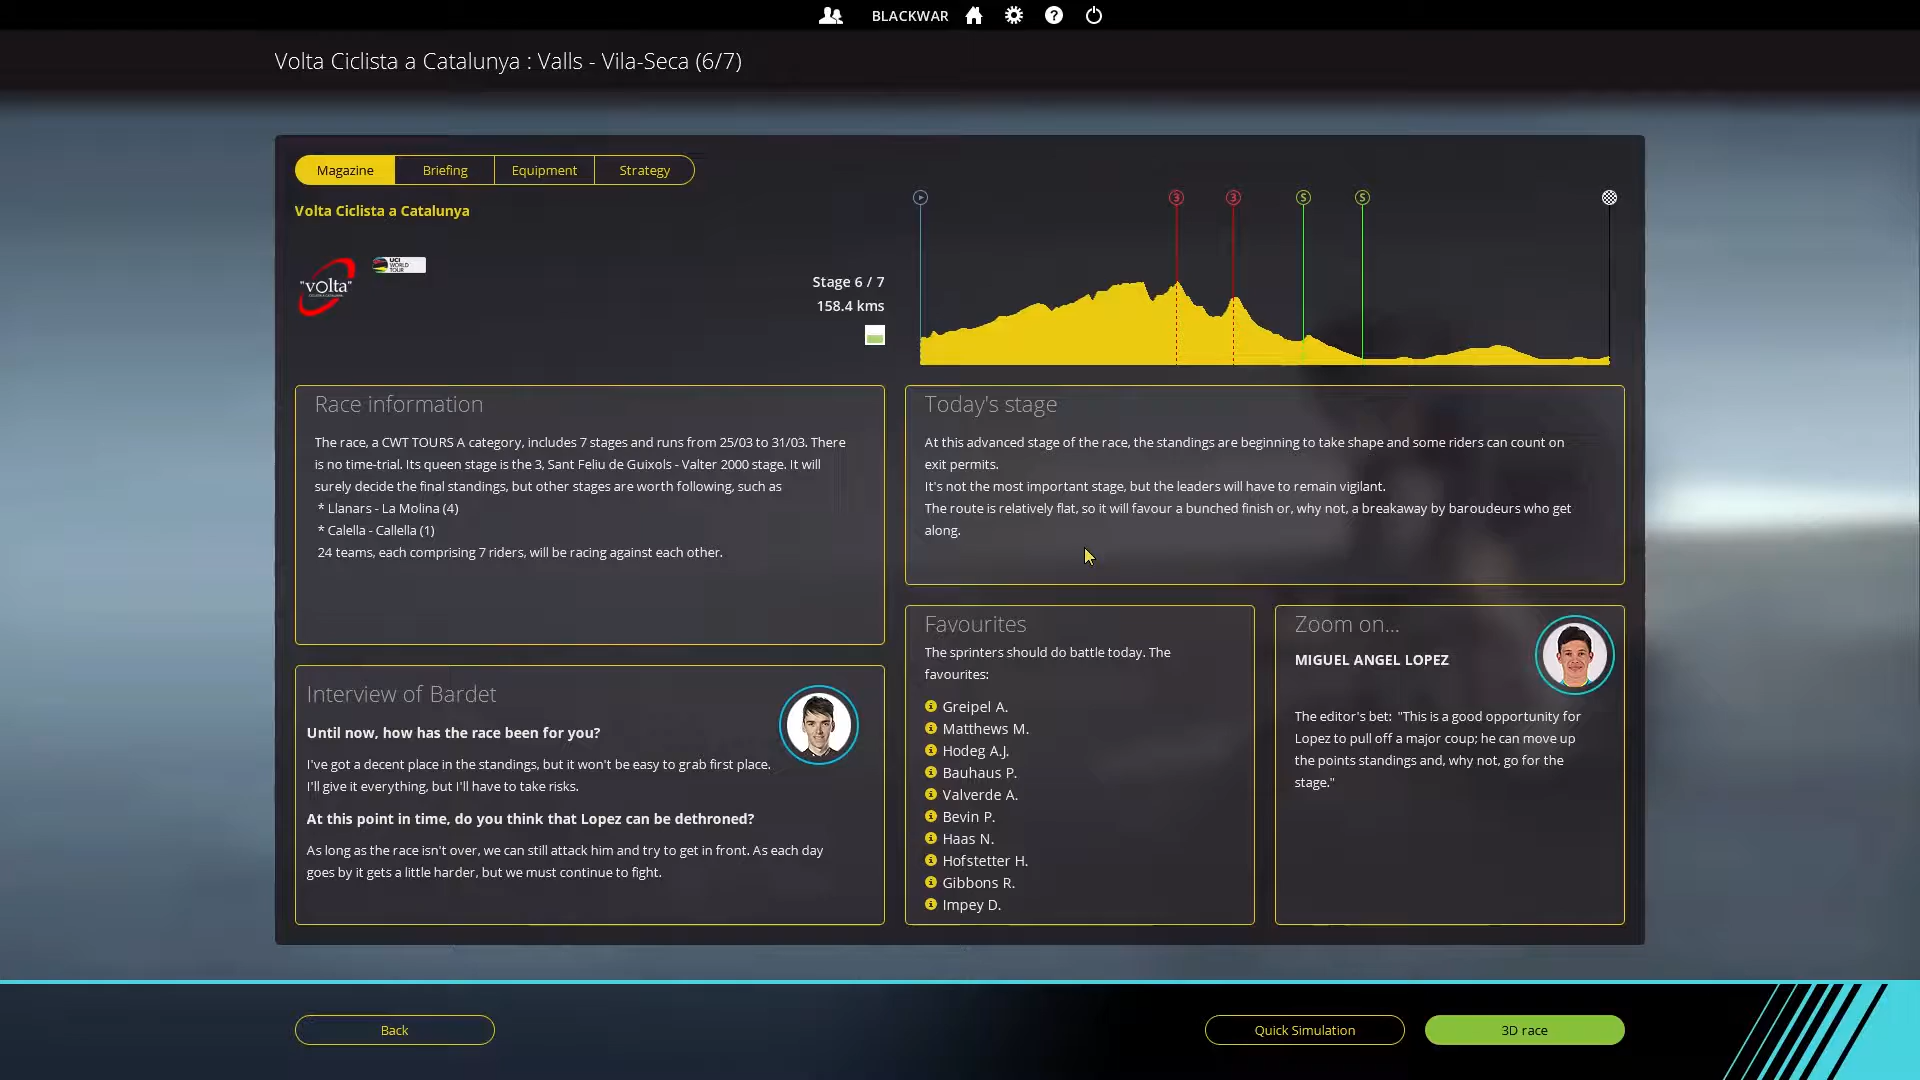 BLACKWAR
Volta Ciclista a Catalunya : Valls - Vila-Seca (6/7)
Magazine
Briefing
Equipment
Strategy
Volta Ciclista a Catalunya
"volta"
UCI
WORLD
TOUR
Stage 6 / 7
158.4 kms
3
3
S
S
Race information
The race, a CWT TOURS A category, includes 7 stages and runs from 25/03 to 31/03. There
is no time-trial. Its queen stage is the 3, Sant Feliu de Guixols - Valter 2000 stage. It will
surely decide the final standings, but other stages are worth following, such as
* Llanars - La Molina (4)
* Calella - Callella (1)
24 teams, each comprising 7 riders, will be racing against each other.
Today's stage
At this advanced stage of the race, the standings are beginning to take shape and some riders can count on
exit permits.
It's not the most important stage, but the leaders will have to remain vigilant.
The route is relatively flat, so it will favour a bunched finish or, why not, a breakaway by baroudeurs who get
along.
Interview of Bardet
Until now, how has the race been for you?
I've got a decent place in the standings, but it won't be easy to grab first place.
I'll give it everything, but I'll have to take risks.
At this point in time, do you think that Lopez can be dethroned?
As long as the race isn't over, we can still attack him and try to get in front. As each day
goes by it gets a little harder, but we must continue to fight.
Favourites
The sprinters should do battle today. The
favourites:
Greipel A.
Matthews M.
Hodeg A.J.
Bauhaus P.
Valverde A.
Bevin P.
Haas N.
Hofstetter H.
Gibbons R.
Impey D.
Zoom on...
MIGUEL ANGEL LOPEZ
The editor's bet: "This is a good opportunity for
Lopez to pull off a major coup; he can move up
the points standings and, why not, go for the
stage."
Back
Quick Simulation
3D race